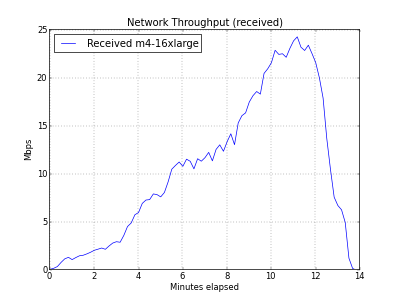 Network Throughput (received)
25
Received m4-16xlarge
20
15
Mbps
10
5
0
0 2 4 6 8 10 12 14
Minutes elapsed